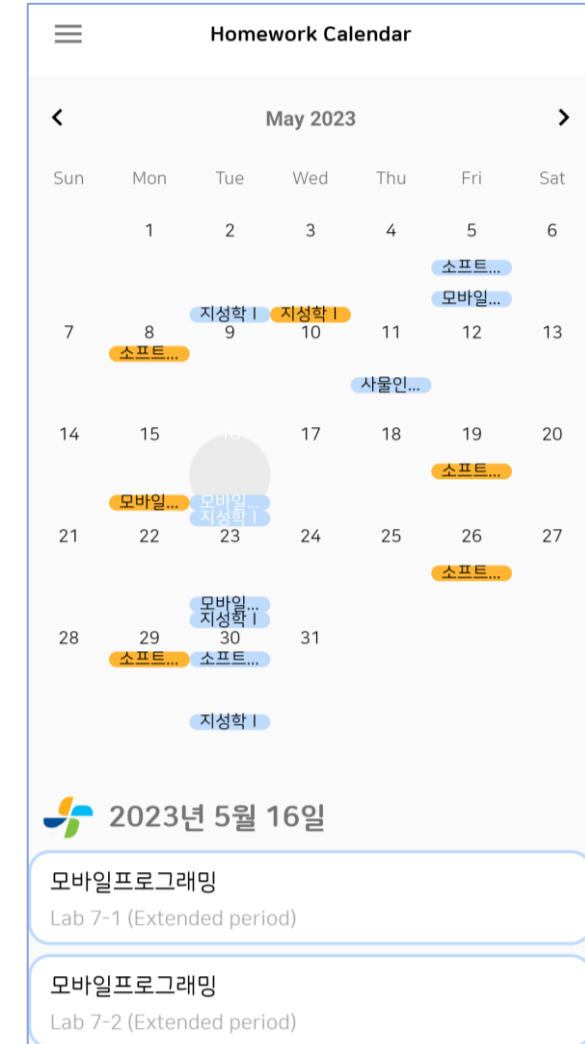 Homework Calendar
May 2023
Sun Mon Tue Wed Thu Fri Sat
1 2 3 4 5 6
소프트...
모바일...
지성학 I 지성학 I
7 8 9 10 11 12 13
소프트...
사물인...
14 15 16 17 18 19 20
소프트...
모바일... 모바일...
지성학 I
21 22 23 24 25 26 27
소프트...
모바일...
지성학 I
28 29 30 31
소프트... 소프트...
지성학 I
2023년 5월 16일
모바일프로그래밍
Lab 7-1 (Extended period)
모바일프로그래밍
Lab 7-2 (Extended period)